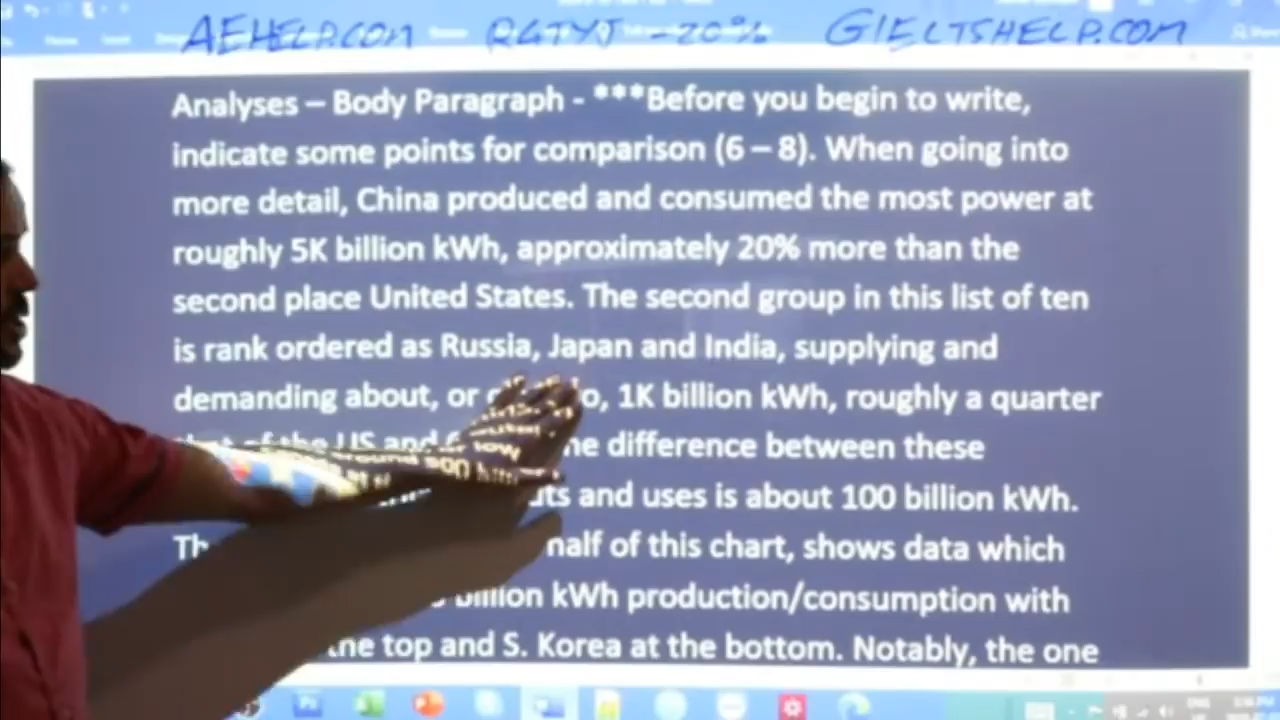 AEHELP.COM R4TYJ -20% GIELTSHELP.COM
Analyses – Body Paragraph - ***Before you begin to write,
indicate some points for comparison (6 – 8). When going into
more detail, China produced and consumed the most power at
roughly 5K billion kWh, approximately 20% more than the
second place United States. The second group in this list of ten
is rank ordered as Russia, Japan and India, supplying and
demanding about, or 1K billion kWh, roughly a quarter
of the US and difference between these
and uses is about 100 billion kWh.
half of this chart, shows data which
billion kWh production/consumption with
the top and S. Korea at the bottom. Notably, the one